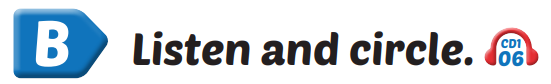 B Listen and circle. CD1 06